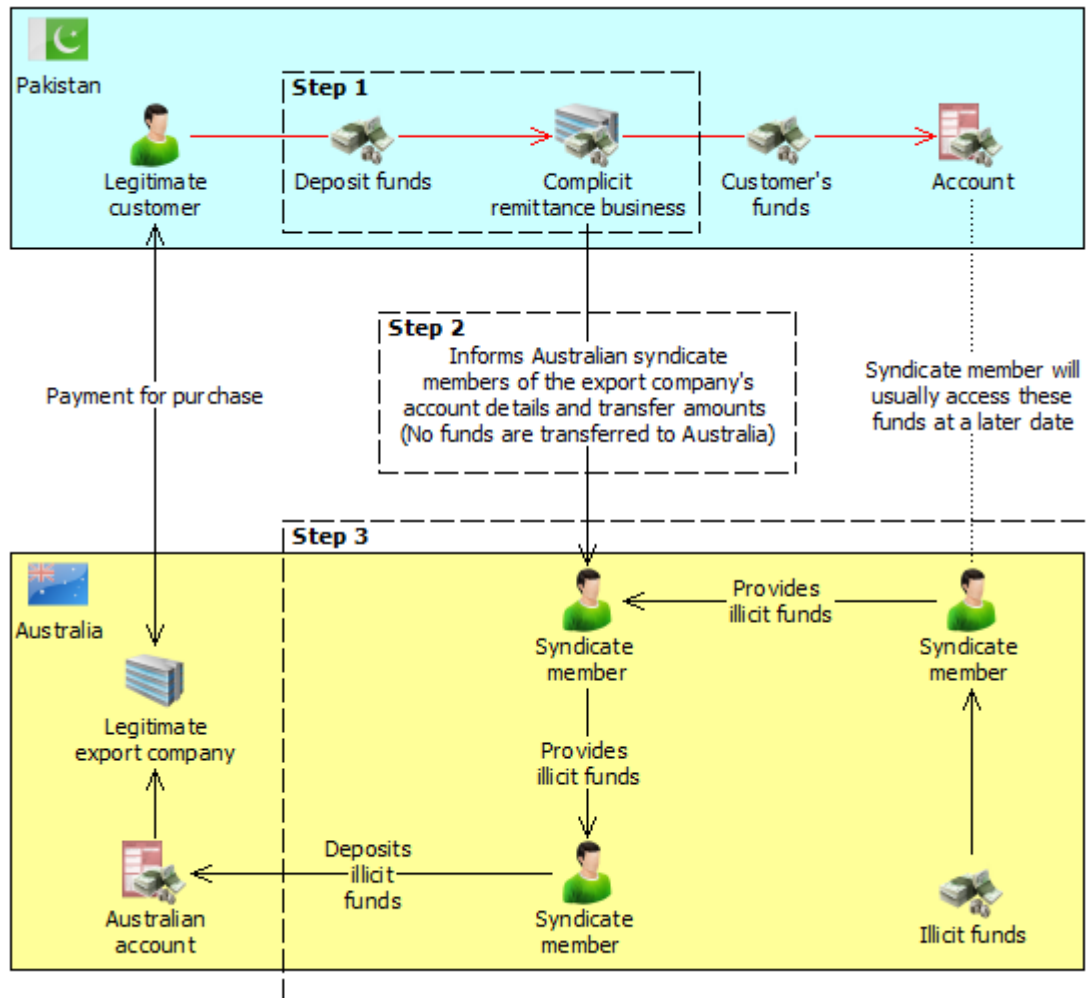 Pakistan
Step 1
Legitimate
customer
Deposit funds
Complicit
remittance business
Customer's
funds
Account
Step 2
Informs Australian syndicate
members of the export company's
account details and transfer amounts
(No funds are transferred to Australia)
Payment for purchase
Syndicate member will
usually access these
funds at a later date
Step 3
Australia
Provides
illicit funds
Syndicate
member
Syndicate
member
Legitimate
export company
Provides
illicit funds
Deposits
illicit
funds
Australian
account
Syndicate
member
Illicit funds